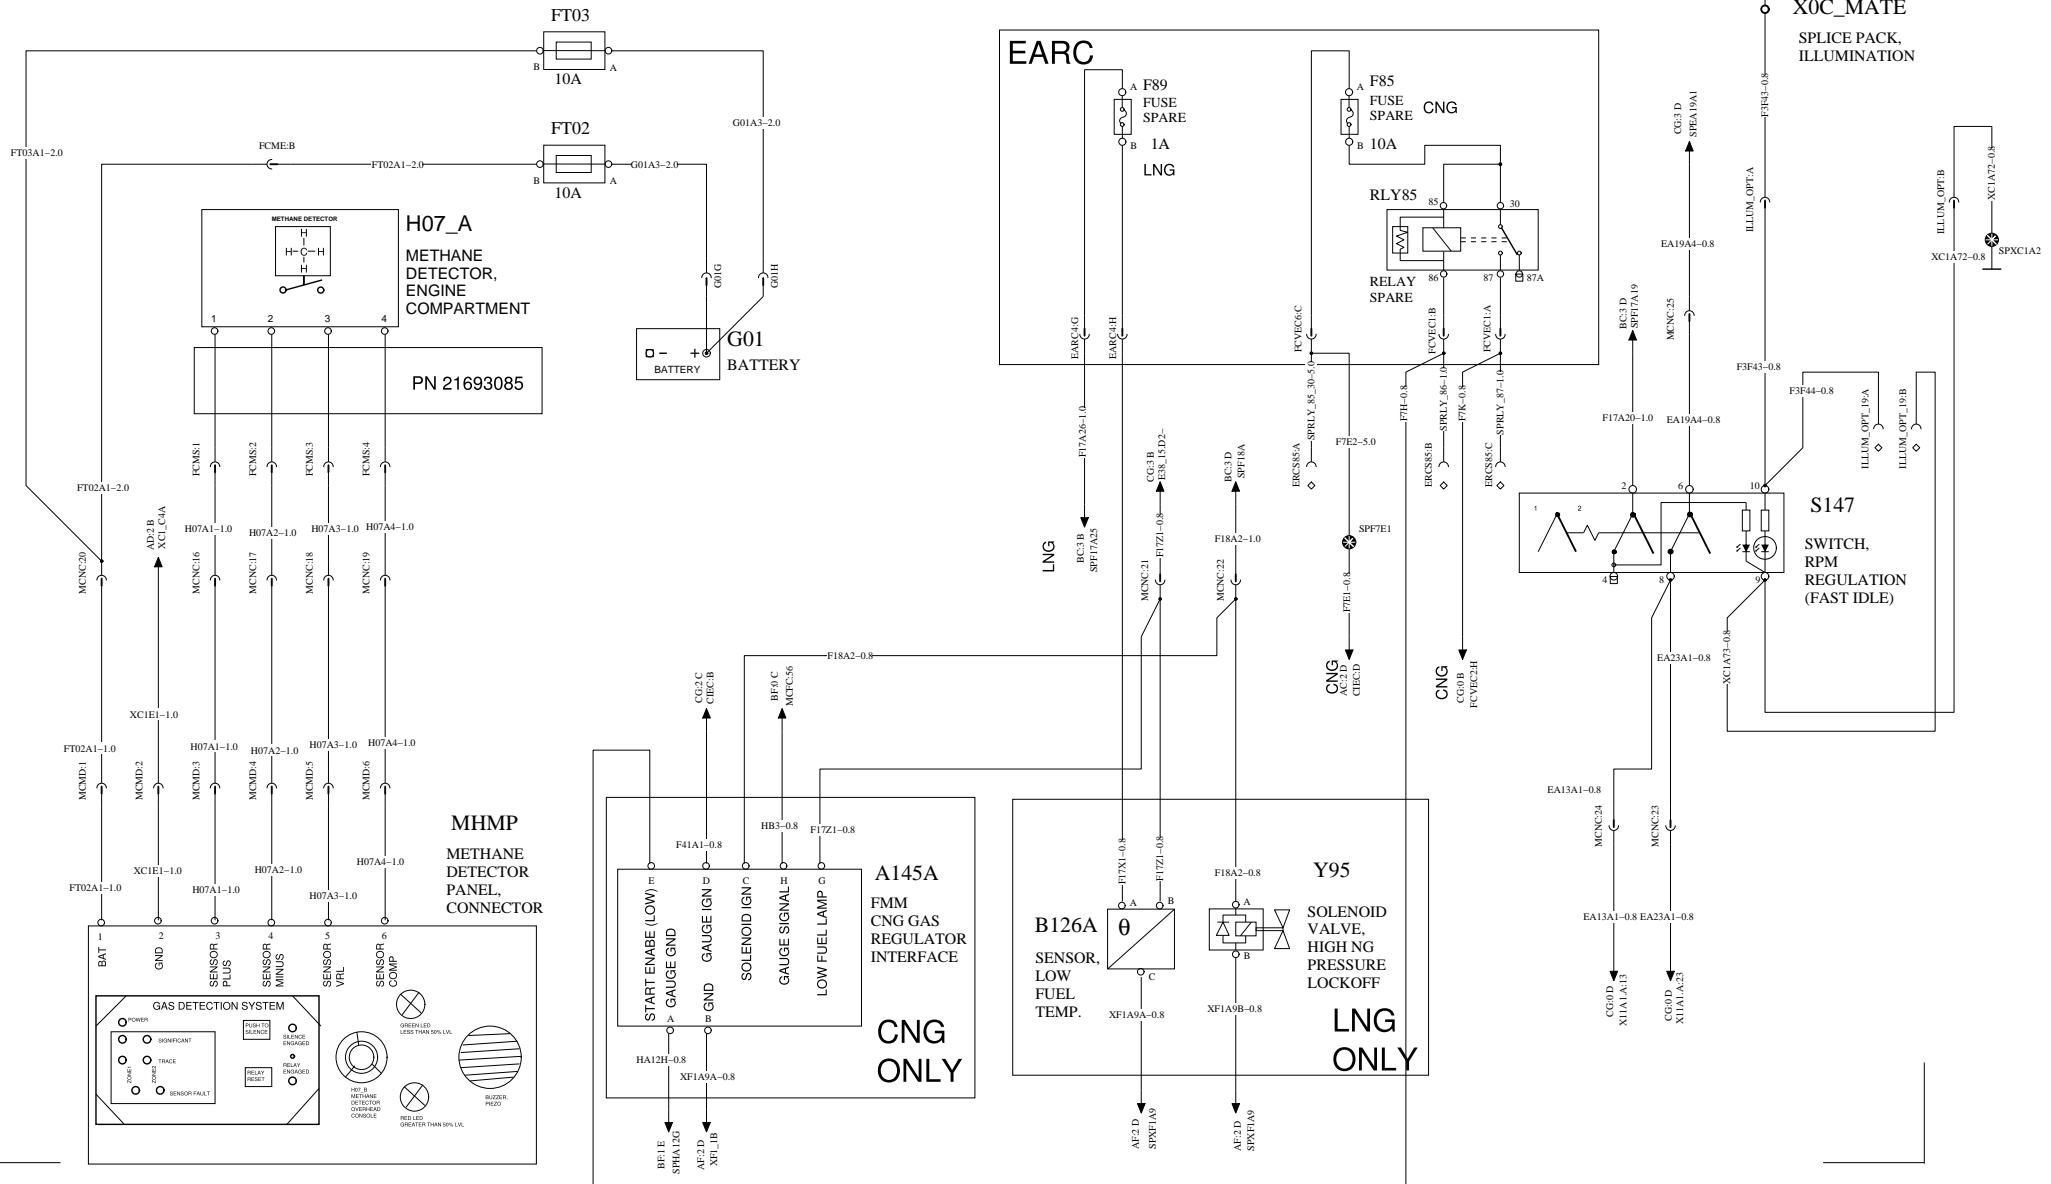 FT03
B
A
10A
FT03A1–2.0
G01A3–2.0
FT02
FCME:B
FT02A1–2.0
B
A
G01A3–2.0
10A
METHANE DETECTOR
H
H–C–H
H
H07_A
METHANE
DETECTOR,
ENGINE
COMPARTMENT
1
2
3
4
G01G
G01H
G01
BATTERY
– +
BATTERY
PN 21693085
FCMS:1
FCMS:2
FCMS:3
FCMS:4
FT02A1–2.0
AD:2 B
XC1_C4A
H07A1–1.0
H07A2–1.0
H07A3–1.0
H07A4–1.0
MCNC:20
MCNC:16
MCNC:17
MCNC:18
MCNC:19
XC1E1–1.0
FT02A1–1.0
H07A1–1.0
H07A2–1.0
H07A3–1.0
H07A4–1.0
MCMD:1
MCMD:2
MCMD:3
MCMD:4
MCMD:5
MCMD:6
MHMP
METHANE
DETECTOR
PANEL,
CONNECTOR
FT02A1–1.0
XC1E1–1.0
H07A1–1.0
H07A2–1.0
H07A3–1.0
H07A4–1.0
1
2
3
4
5
6
BAT
GND
SENSOR
PLUS
SENSOR
MINUS
SENSOR
VRL
SENSOR
COMP
GAS DETECTION SYSTEM
POWER
SIGNIFICANT
TRACE
ZONE1
ZONE2
SENSOR FAULT
PUSH TO
SILENCE
SILENCE
ENGAGED
RELAY
RESET
RELAY
ENGAGED
GREEN LED
LESS THAN 50% LVL
H07_B
METHANE
DETECTOR
OVERHEAD
CONSOLE
RED LED
GREATER THAN 50% LVL
BUZZER,
PIEZO
EARC
A
F89
FUSE
SPARE
B
1A
LNG
A
F85
FUSE
SPARE
CNG
B
10A
RLY85
85
30
86
87
87A
RELAY
SPARE
EARC4:G
EARC4:H
FCVEC6:C
FCVEC1:B
FCVEC1:A
F17A26–1.0
SPRLY_85_30–5.0
F7E2–5.0
F7H–0.8
SPRLY_86–1.0
F7K–0.8
SPRLY_87–1.0
ERCS85:A
ERCS85:B
ERCS85:C
LNG
BC:3 B
SPF17A25
CG:3 B
E38_15:D2–
F17Z1–0.8
MCNC:21
BC:3 D
SPF18A
F18A2–1.0
MCNC:22
SPF7E1
F7E1–0.8
CNG
AC:2 D
CIEC:D
CNG
CG:0 B
FCVEC2:H
F18A2–0.8
CG:2 C
CIEC:B
BF:0 C
MCFC:56
F41A1–0.8
HB3–0.8
F17Z1–0.8
E
D
C
H
G
START ENABE (LOW)
GAUGE GND
GAUGE IGN
GND
SOLENOID IGN
GAUGE SIGNAL
LOW FUEL LAMP
A
B
A145A
FMM
CNG GAS
REGULATOR
INTERFACE
CNG
ONLY
HA12H–0.8
XF1A9A–0.8
BF:1 E
SPHA12G
AF:2 D
XF1_1B
F17X1–0.8
F17Z1–0.8
F18A2–0.8
A
B
θ
C
B126A
SENSOR,
LOW
FUEL
TEMP.
A
B
Y95
SOLENOID
VALVE,
HIGH NG
PRESSURE
LOCKOFF
XF1A9A–0.8
XF1A9B–0.8
LNG
ONLY
AF:2 D
SPXF1A9
AF:2 D
SPXF1A9
X0C_MATE
SPLICE PACK,
ILLUMINATION
F3F43–0.8
CG:3 D
SPEA19A1
ILLUM_OPT:A
ILLUM_OPT:B
XC1A72–0.8
SPXC1A2
XC1A72–0.8
EA19A4–0.8
MCNC:25
BC:3 D
SPF17A19
F3F43–0.8
F3F44–0.8
F17A20–1.0
EA19A4–0.8
ILLUM_OPT_19:A
ILLUM_OPT_19:B
2
6
10
1
2
4
8
9
S147
SWITCH,
RPM
REGULATION
(FAST IDLE)
EA23A1–0.8
XC1A73–0.8
EA13A1–0.8
MCNC:24
MCNC:23
EA13A1–0.8
EA23A1–0.8
CG:0 D
X11A1.A:13
CG:0 D
X11A1.A:23